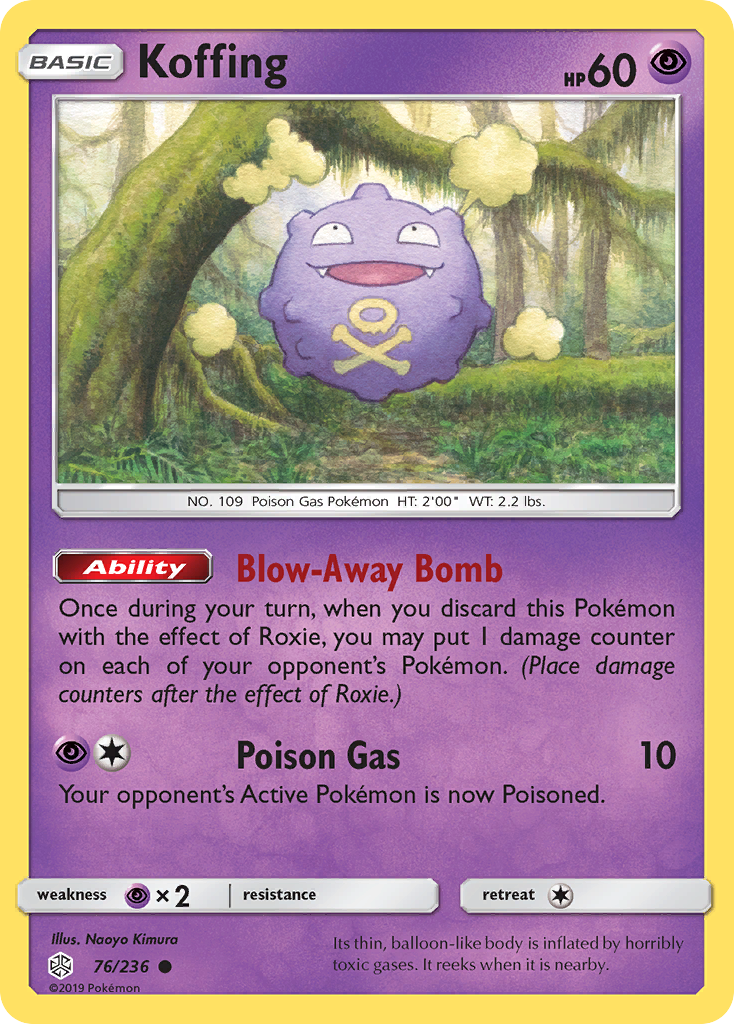 BASIC Koffing HP60
NO. 109 Poison Gas Pokémon HT: 2'00" WT: 2.2 lbs.
Ability Blow-Away Bomb
Once during your turn, when you discard this Pokémon
with the effect of Roxie, you may put 1 damage counter
on each of your opponent's Pokémon. (Place damage
counters after the effect of Roxie.)
Poison Gas 10
Your opponent's Active Pokémon is now Poisoned.
weakness ×2 resistance retreat
Illus. Naoyo Kimura
76/236
©2019 Pokémon
Its thin, balloon-like body is inflated by horribly
toxic gases. It reeks when it is nearby.